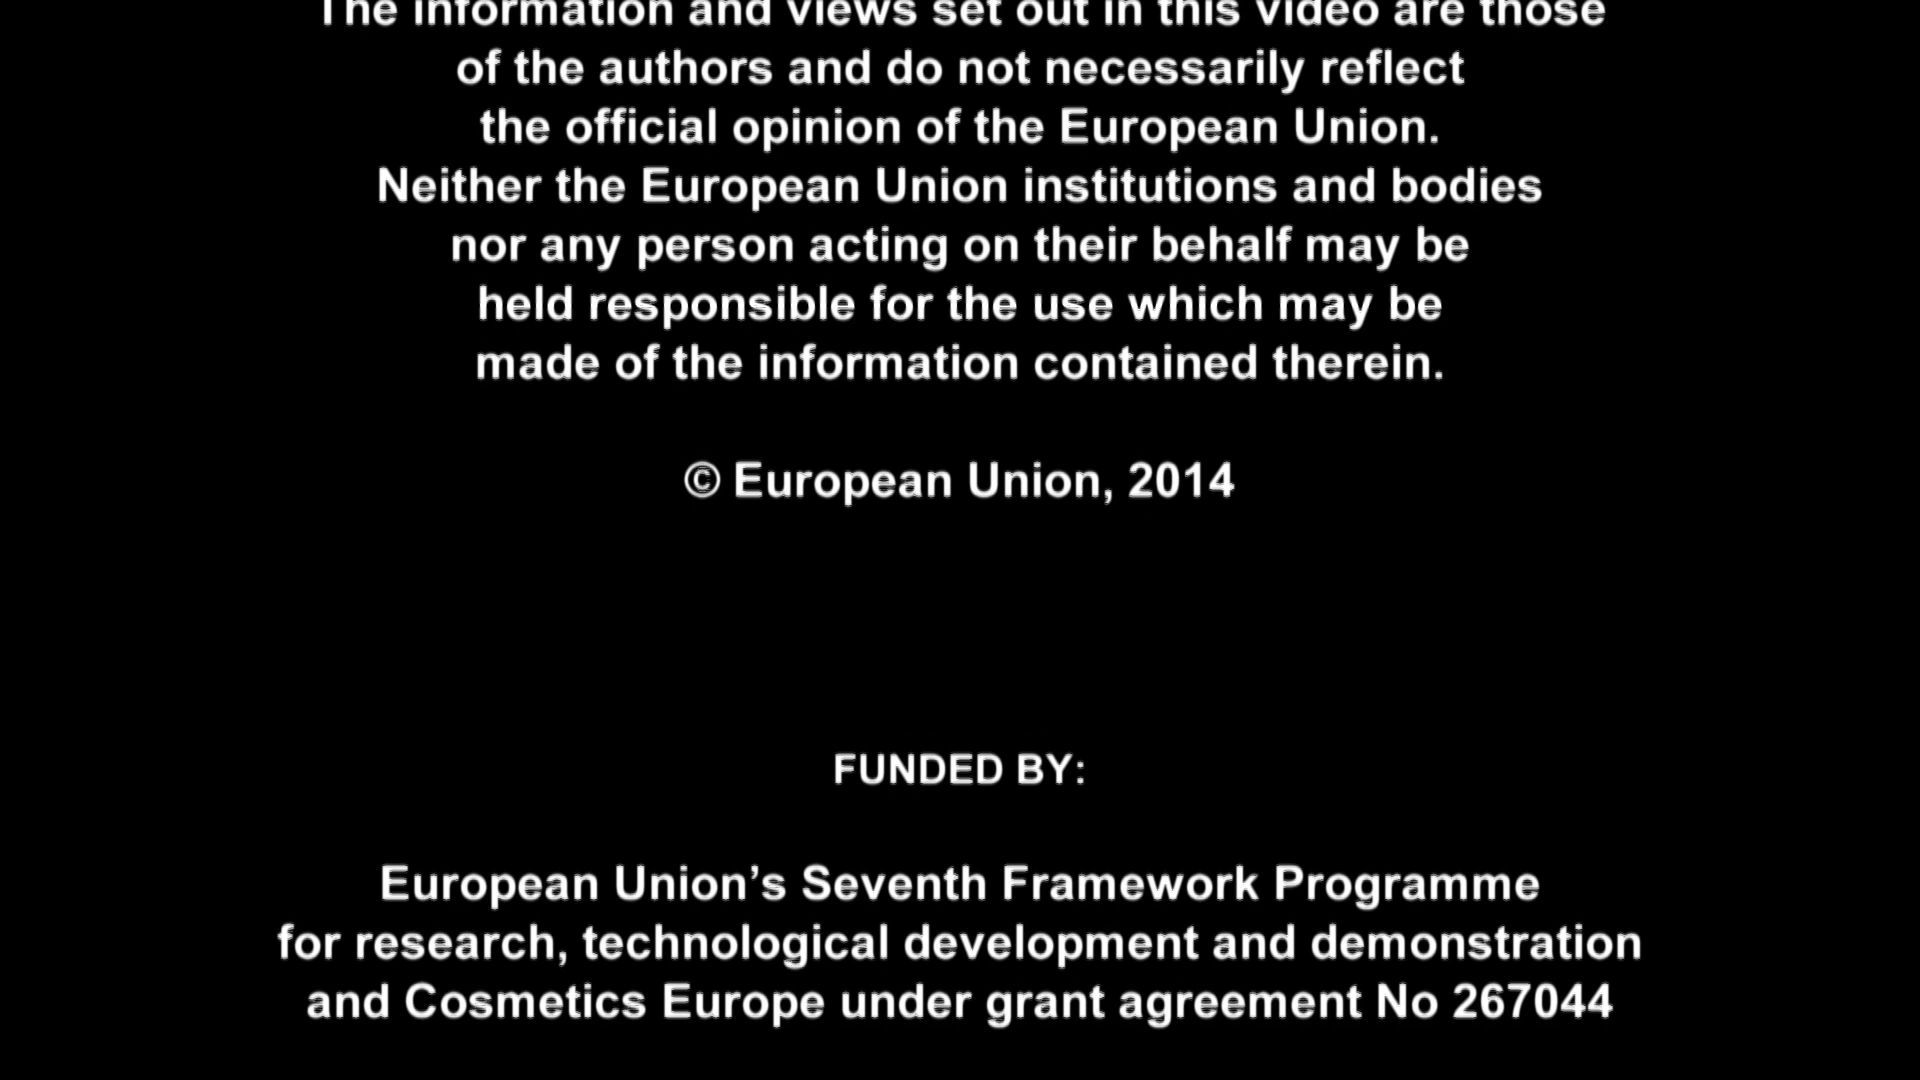 The information and views set out in this video are those
of the authors and do not necessarily reflect
the official opinion of the European Union.
Neither the European Union institutions and bodies
nor any person acting on their behalf may be
held responsible for the use which may be
made of the information contained therein.
© European Union, 2014
FUNDED BY:
European Union’s Seventh Framework Programme
for research, technological development and demonstration
and Cosmetics Europe under grant agreement No 267044